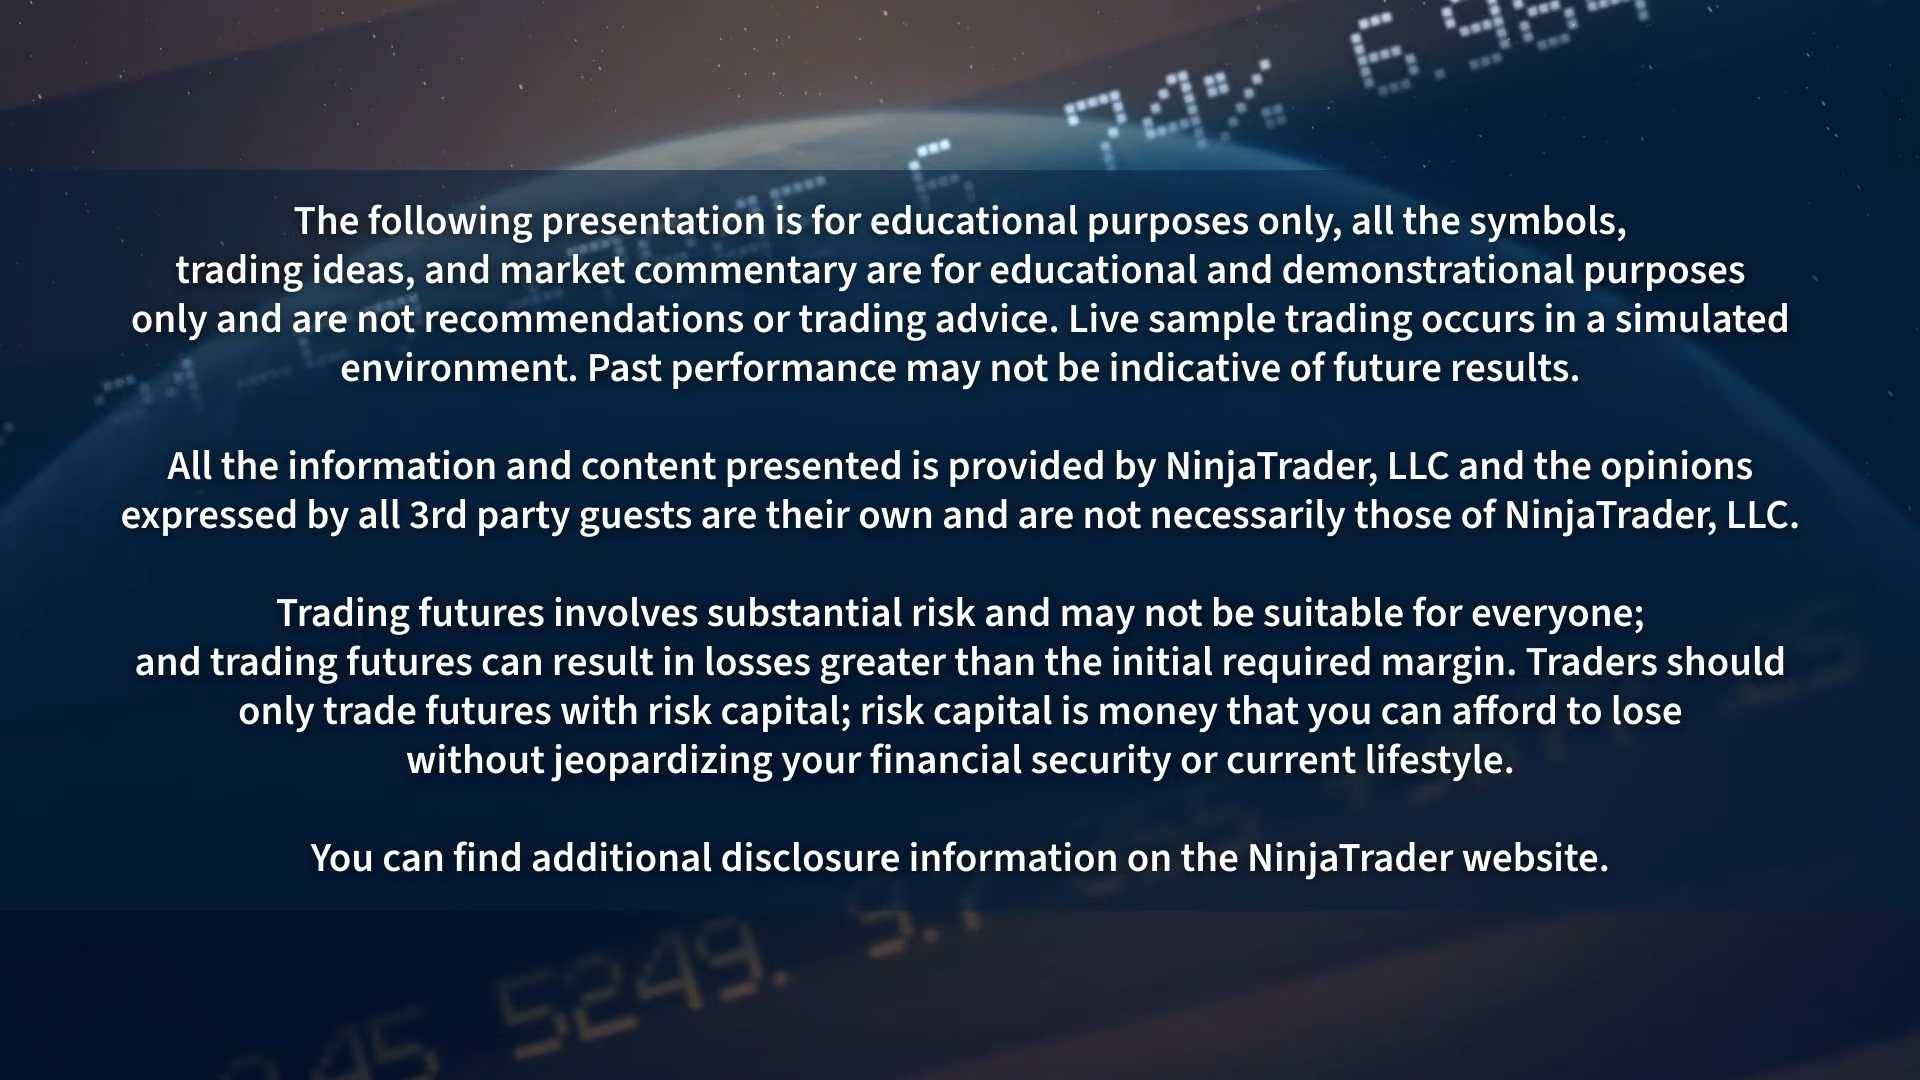 74% 6.984
The following presentation is for educational purposes only, all the symbols,
trading ideas, and market commentary are for educational and demonstrational purposes
only and are not recommendations or trading advice. Live sample trading occurs in a simulated
environment. Past performance may not be indicative of future results.
All the information and content presented is provided by NinjaTrader, LLC and the opinions
expressed by all 3rd party guests are their own and are not necessarily those of NinjaTrader, LLC.
Trading futures involves substantial risk and may not be suitable for everyone;
and trading futures can result in losses greater than the initial required margin. Traders should
only trade futures with risk capital; risk capital is money that you can afford to lose
without jeopardizing your financial security or current lifestyle.
You can find additional disclosure information on the NinjaTrader website.
5249. 9.7